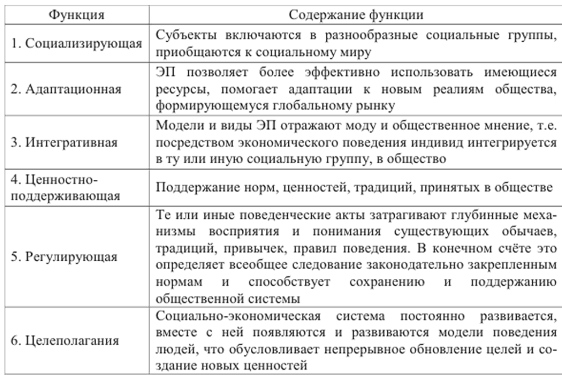 Функция Содержание функции
1. Социализирующая
Субъекты включаются в разнообразные социальные группы,
приобщаются к социальному миру
2. Адаптационная
ЭП позволяет более эффективно использовать имеющиеся
ресурсы, помогает адаптации к новым реалиям общества,
формирующемуся глобальному рынку
3. Интегративная
Модели и виды ЭП отражают моду и общественное мнение, т.е.
посредством экономического поведения индивид интегрируется
в ту или иную социальную группу, в общество
4. Ценностно-
поддерживающая
Поддержание норм, ценностей, традиций, принятых в обществе
5. Регулирующая
Те или иные поведенческие акты затрагивают глубинные меха-
низмы восприятия и понимания существующих обычаев,
традиций, привычек, правил поведения. В конечном счёте это
определяет всеобщее следование законодательно закрепленным
нормам и способствует сохранению и поддержанию
общественной системы
6. Целеполагания
Социально-экономическая система постоянно развивается,
вместе с ней появляются и развиваются модели поведения
людей, что обусловливает непрерывное обновление целей и со-
здание новых ценностей